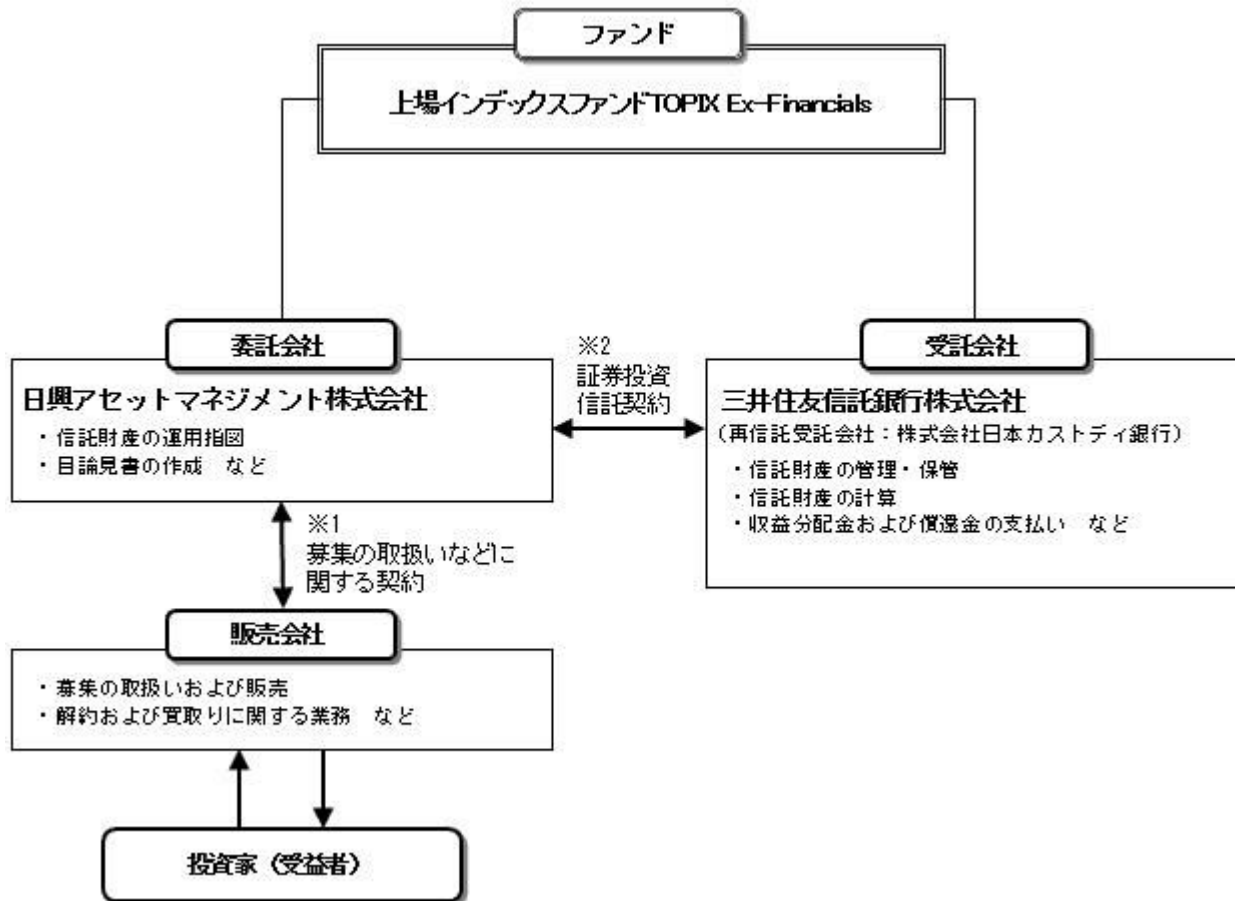 ファンド
上場インデックスファンドTOPIX Ex-Financials
委託会社
日興アセットマネジメント株式会社
・信託財産の運用指図
・目論見書の作成　など
※2
証券投資
信託契約
受託会社
三井住友信託銀行株式会社
（再信託受託会社：株式会社日本カストディ銀行）
・信託財産の管理・保管
・信託財産の計算
・収益分配金および償還金の支払い　など
※1
募集の取扱いなどに
関する契約
販売会社
・募集の取扱いおよび販売
・解約および買取りに関する業務　など
投資家（受益者）